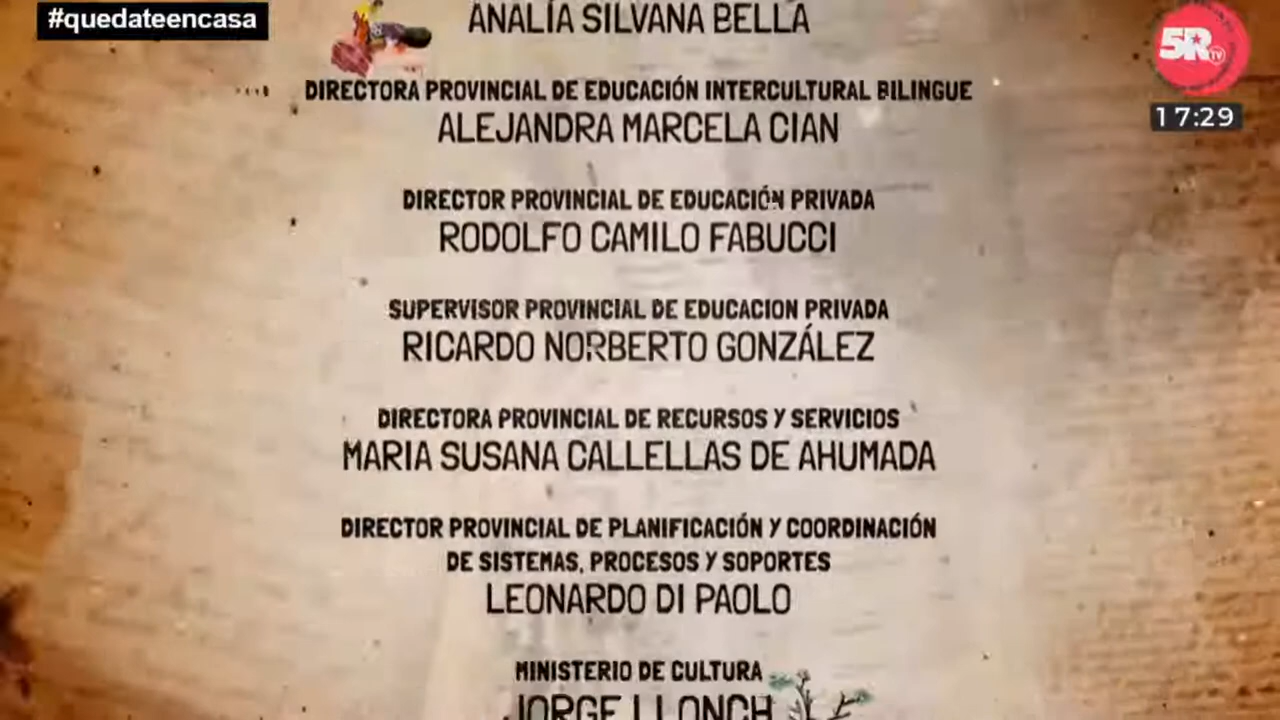 #quedateencasa
ANALÍA SILVANA BELLA
5R TV
DIRECTORA PROVINCIAL DE EDUCACIÓN INTERCULTURAL BILINGUE
ALEJANDRA MARCELA CIAN
17:29
DIRECTOR PROVINCIAL DE EDUCACIÓN PRIVADA
RODOLFO CAMILO FABUCCI
SUPERVISOR PROVINCIAL DE EDUCACION PRIVADA
RICARDO NORBERTO GONZÁLEZ
DIRECTORA PROVINCIAL DE RECURSOS Y SERVICIOS
MARIA SUSANA CALLELLAS DE AHUMADA
DIRECTOR PROVINCIAL DE PLANIFICACIÓN Y COORDINACIÓN
DE SISTEMAS, PROCESOS Y SOPORTES
LEONARDO DI PAOLO
MINISTERIO DE CULTURA
JORGE LLONCH